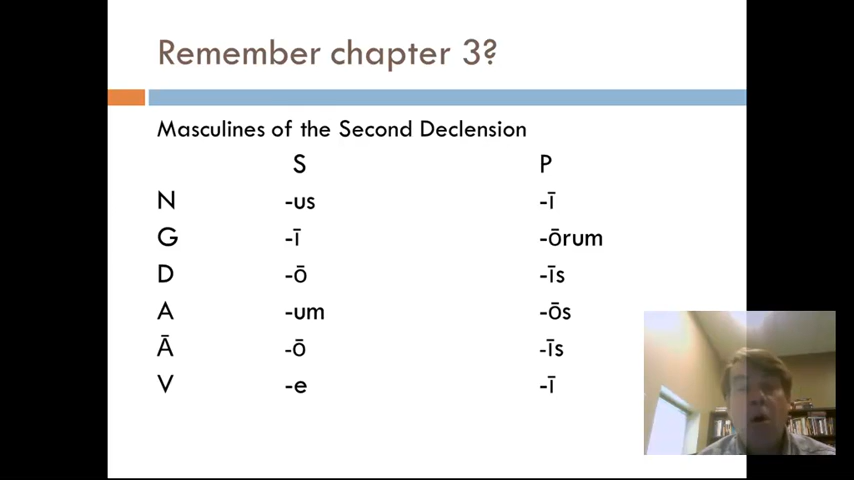 Remember chapter 3?
Masculines of the Second Declension
S P
N -us -ī
G -ī -ōrum
D -ō -īs
A -um -ōs
Ā -ō -īs
V -e -ī